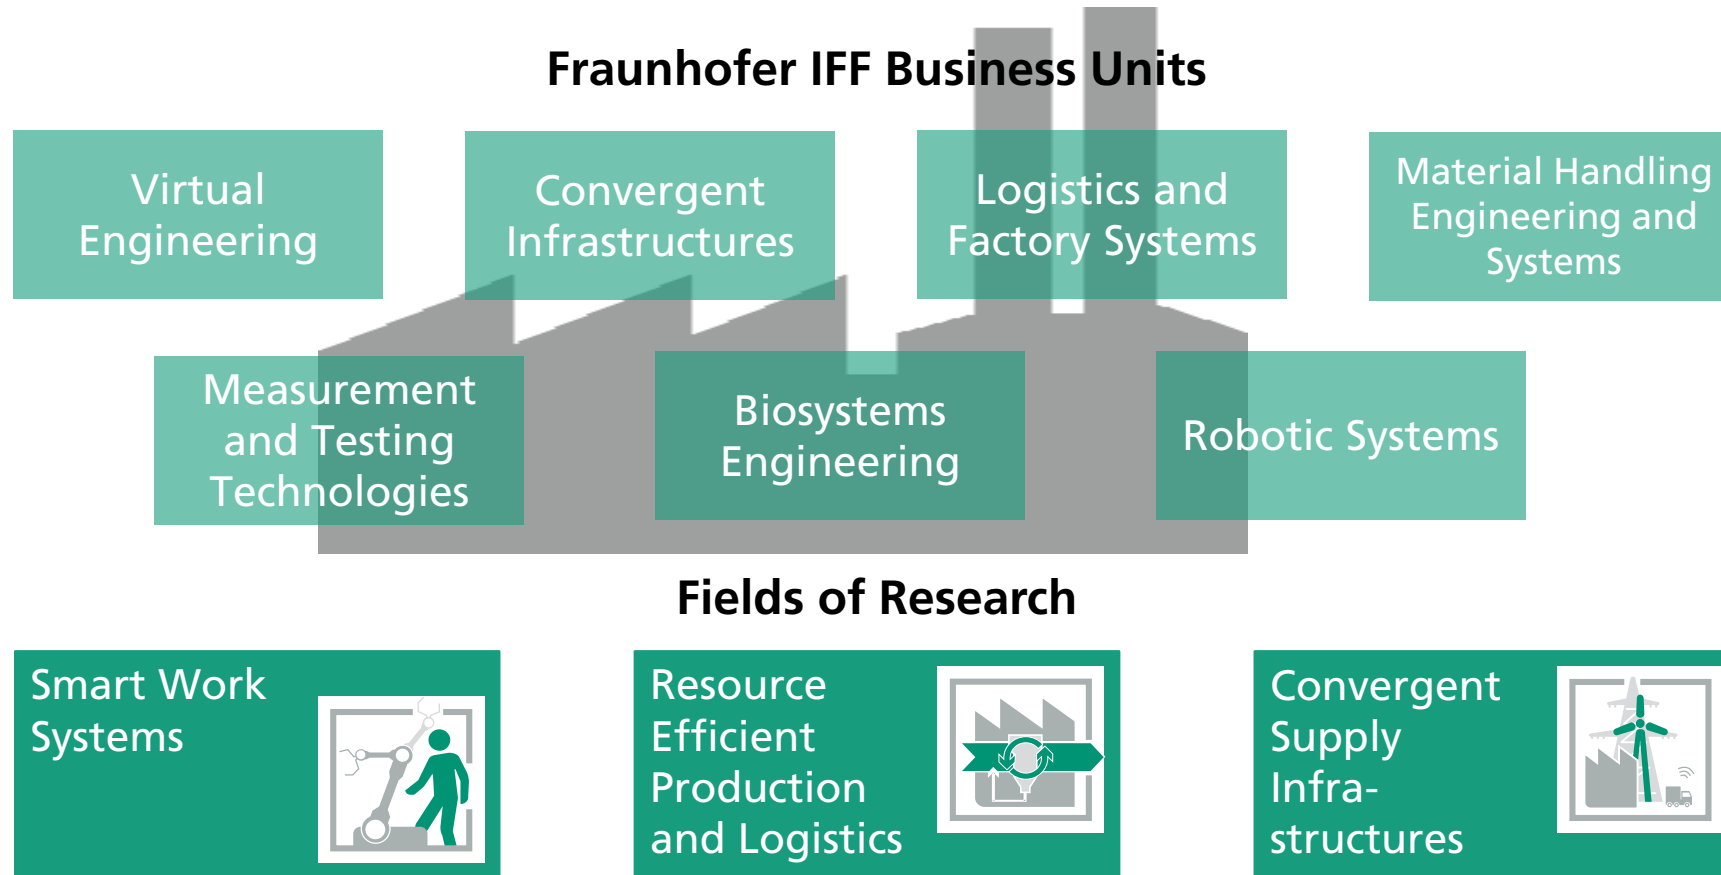 Fraunhofer IFF Business Units
Virtual
Engineering
Convergent
Infrastructures
Logistics and
Factory Systems
Material Handling
Engineering and
Systems
Measurement
and Testing
Technologies
Biosystems
Engineering
Robotic Systems
Fields of Research
Smart Work
Systems
Resource
Efficient
Production
and Logistics
Convergent
Supply
Infra-
structures